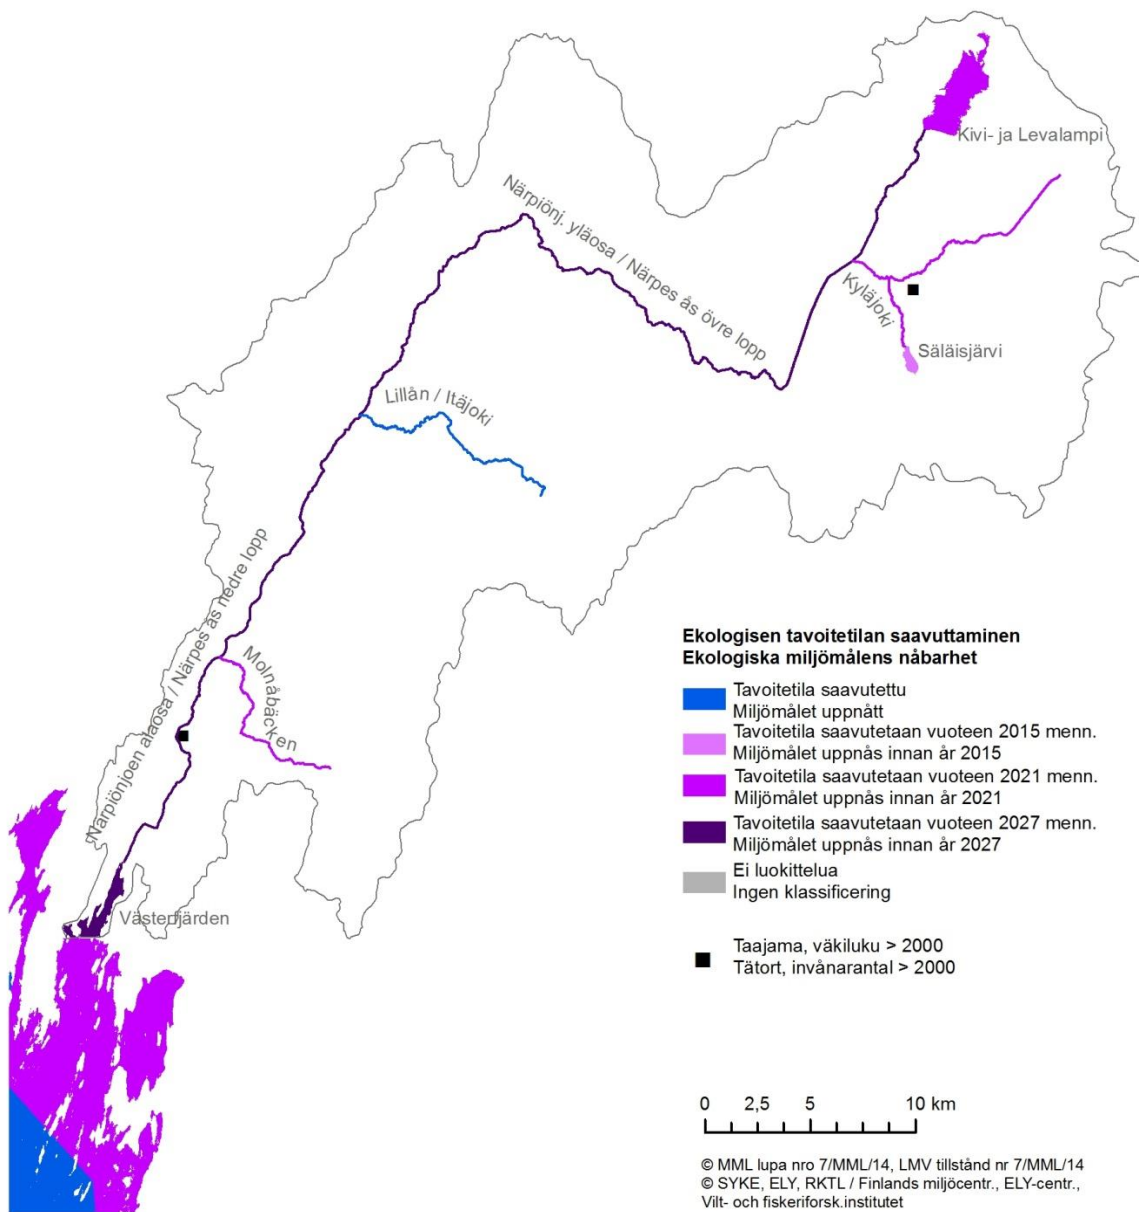 Kivi- ja Levalampi
Närpiönj. yläosa / Närpes ås övre lopp
Kyläjoki
Säläisjärvi
Lillån / Itäjoki
Närpiönjoen alaosa / Närpes ås nedre lopp
Molnåbäcken
Västerfjärden
Ekologisen tavoitetilan saavuttaminen
Ekologiska miljömålens nåbarhet
Tavoitetila saavutettu
Miljömålet uppnått
Tavoitetila saavutetaan vuoteen 2015 menn.
Miljömålet uppnås innan år 2015
Tavoitetila saavutetaan vuoteen 2021 menn.
Miljömålet uppnås innan år 2021
Tavoitetila saavutetaan vuoteen 2027 menn.
Miljömålet uppnås innan år 2027
Ei luokittelua
Ingen klassificering
Taajama, väkiluku > 2000
Tätort, invånarantal > 2000
0 2,5 5 10 km
© MML lupa nro 7/MML/14, LMV tillstånd nr 7/MML/14
© SYKE, ELY, RKTL / Finlands miljöcentr., ELY-centr.,
Vilt- och fiskeriforsk.institutet